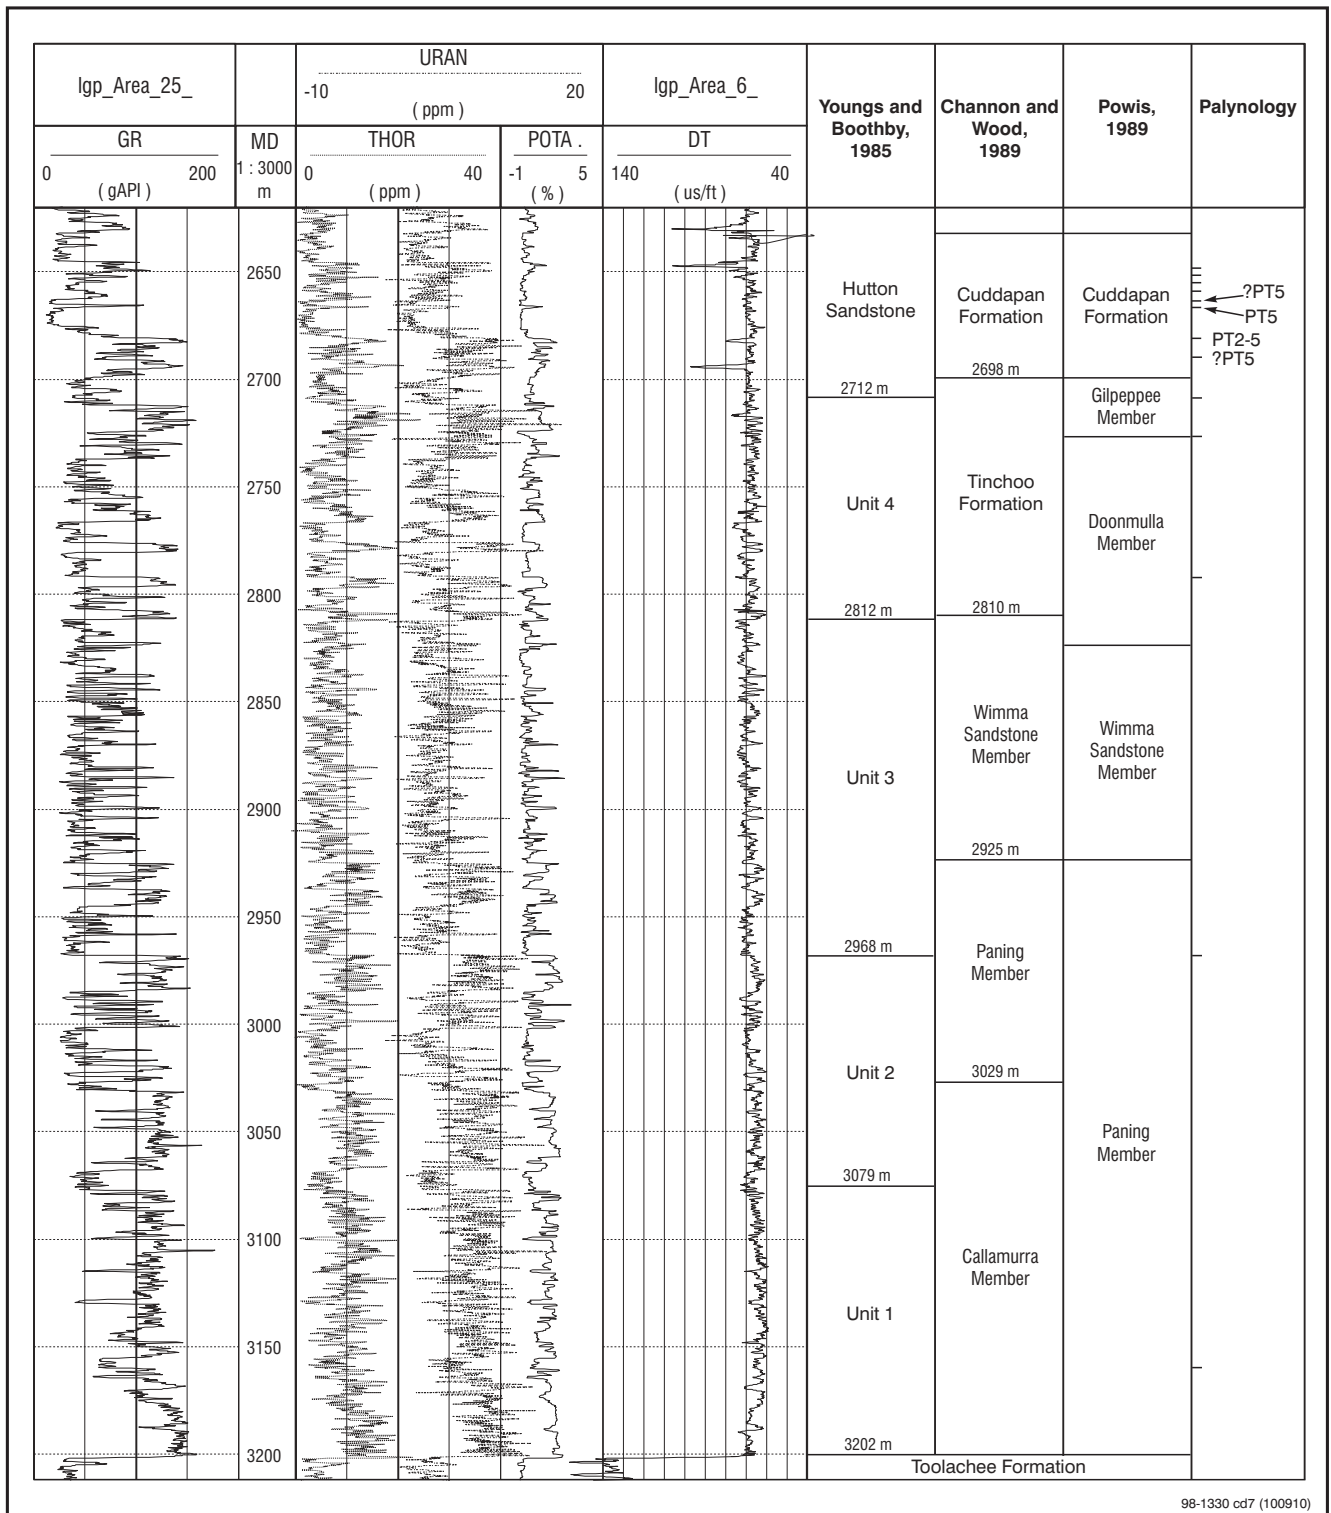 lgp_Area_25_
URAN
-10 20
( ppm )
lgp_Area_6_
Youngs and
Boothby,
1985
Channon and
Wood,
1989
Powis,
1989
Palynology
GR
0 200
( gAPI )
MD
1 : 3000
m
THOR
0 40
( ppm )
POTA .
-1 5
( % )
DT
140 40
( us/ft )
2650
2700
2750
2800
2850
2900
2950
3000
3050
3100
3150
3200
Hutton
Sandstone
2712 m
Unit 4
2812 m
Unit 3
2968 m
Unit 2
3079 m
Unit 1
3202 m
Cuddapan
Formation
2698 m
Tinchoo
Formation
2810 m
Wimma
Sandstone
Member
2925 m
Paning
Member
3029 m
Callamurra
Member
Cuddapan
Formation
Gilpeppee
Member
Doonmulla
Member
Wimma
Sandstone
Member
Paning
Member
?PT5
PT5
PT2-5
?PT5
Toolachee Formation
98-1330 cd7 (100910)